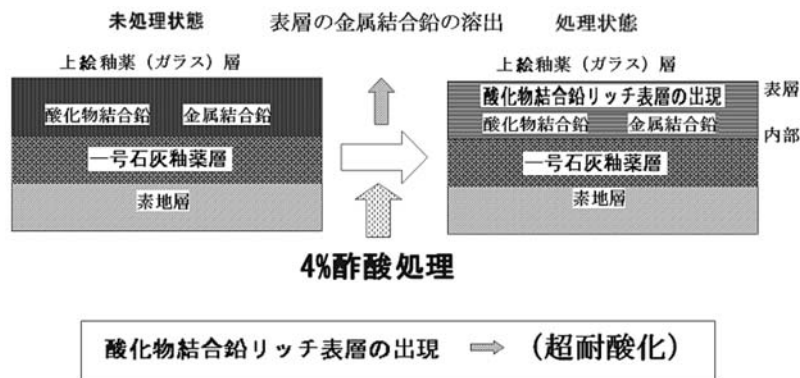 未処理状態
表層の金属結合鉛の溶出
処理状態
上絵釉薬（ガラス）層
酸化物結合鉛
金属結合鉛
一号石灰釉薬層
素地層
4%酢酸処理
上絵釉薬（ガラス）層
酸化物結合鉛リッチ表層の出現
酸化物結合鉛
金属結合鉛
一号石灰釉薬層
素地層
表層
内部
酸化物結合鉛リッチ表層の出現 ⇒ （超耐酸化）